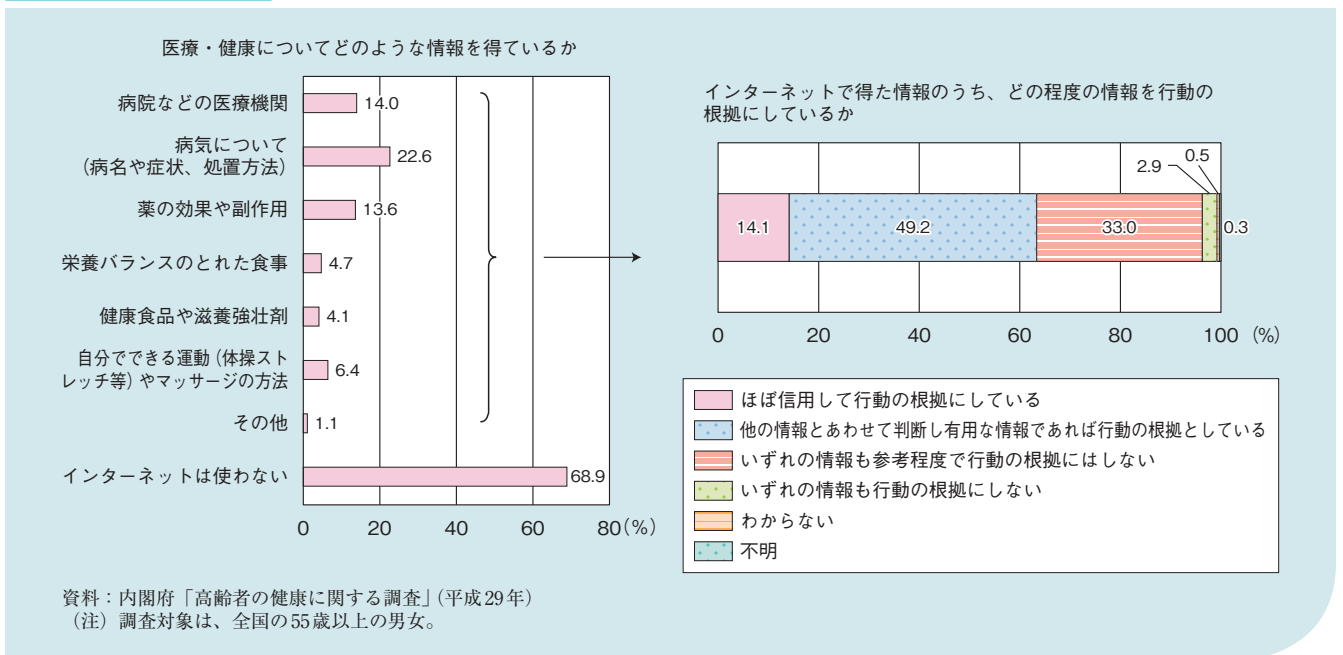 医療・健康についてどのような情報を得ているか
病院などの医療機関
14.0
病気について
(病名や症状、処置方法)
22.6
薬の効果や副作用
13.6
栄養バランスのとれた食事
4.7
健康食品や滋養強壮剤
4.1
自分でできる運動(体操スト
レッチ等)やマッサージの方法
6.4
その他
1.1
インターネットは使わない
68.9
0 20 40 60 80(%)
インターネットで得た情報のうち、どの程度の情報を行動の
根拠にしているか
2.9 0.5
14.1 49.2 33.0 0.3
0 20 40 60 80 100 (%)
ほぼ信用して行動の根拠にしている
他の情報とあわせて判断し有用な情報であれば行動の根拠としている
いずれの情報も参考程度で行動の根拠にはしない
いずれの情報も行動の根拠にしない
わからない
不明
資料:内閣府「高齢者の健康に関する調査」(平成29年)
(注)調査対象は、全国の55歳以上の男女。